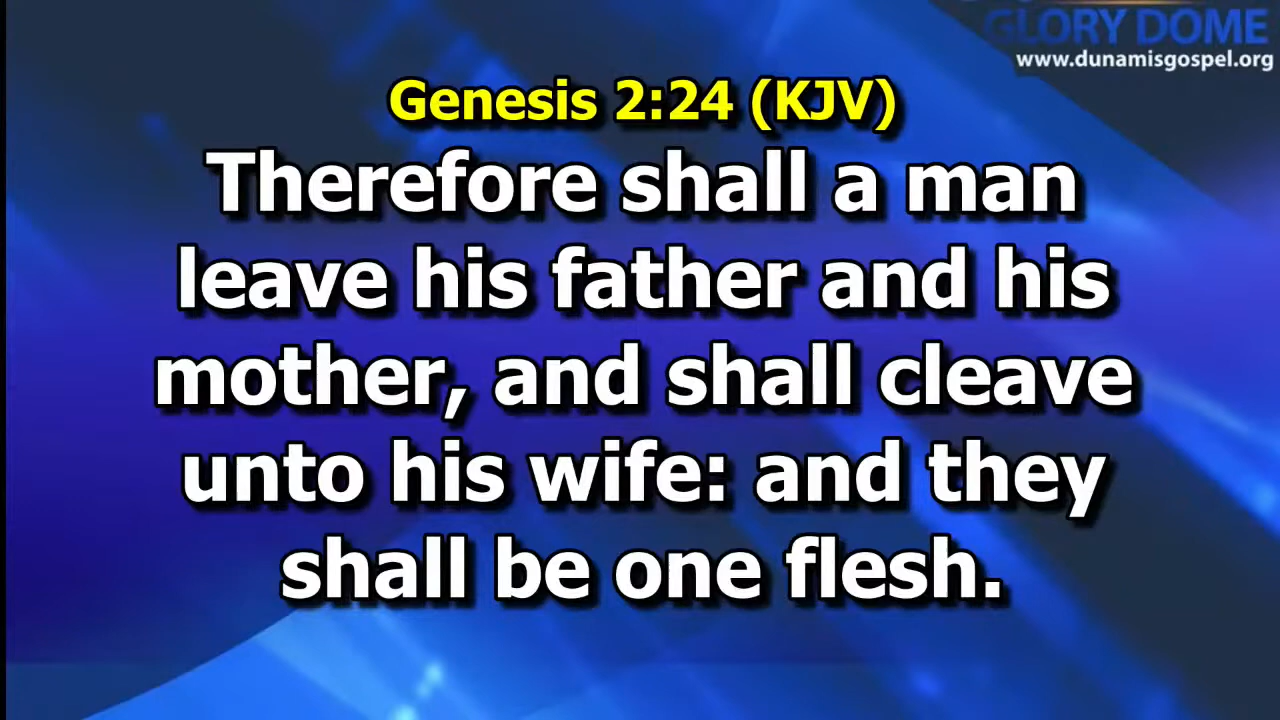 GLORY DOME
www.dunamisgospel.org
Genesis 2:24 (KJV)
Therefore shall a man
leave his father and his
mother, and shall cleave
unto his wife: and they
shall be one flesh.